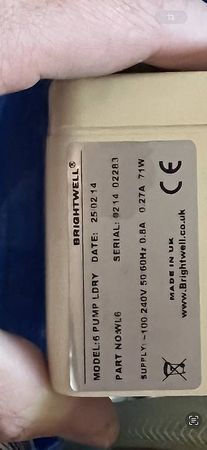 BRIGHTWELL®
MODEL:6 PUMP LDRY DATE: 25 02 14
PART NO:WL6 SERIAL: 0214 02283
SUPPLY: ~100 240V 50 60Hz 0.8A 0.27A 71W
MADE IN UK
www.Brightwell.co.uk
CE